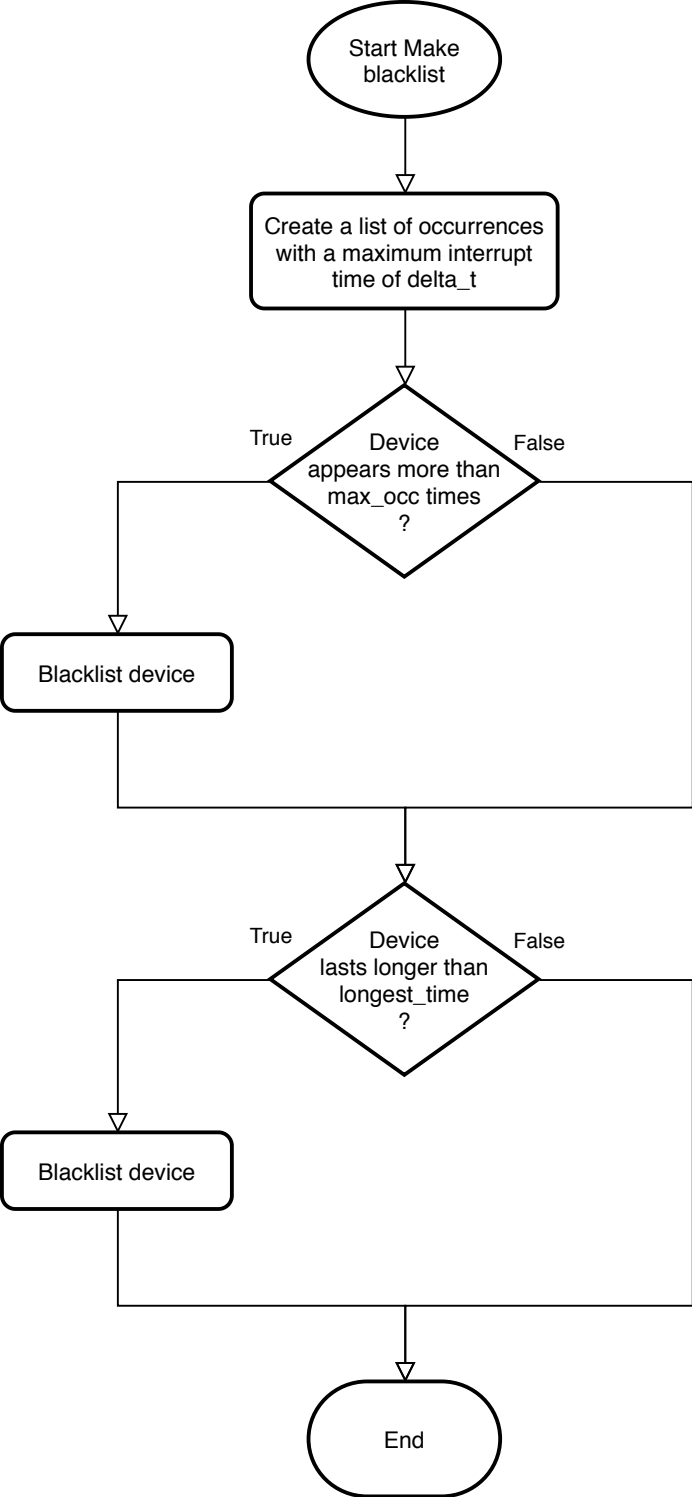 Start Make
blacklist
Create a list of occurrences
with a maximum interrupt
time of delta_t
True
False
Device
appears more than
max_occ times
?
Blacklist device
True
False
Device
lasts longer than
longest_time
?
Blacklist device
End